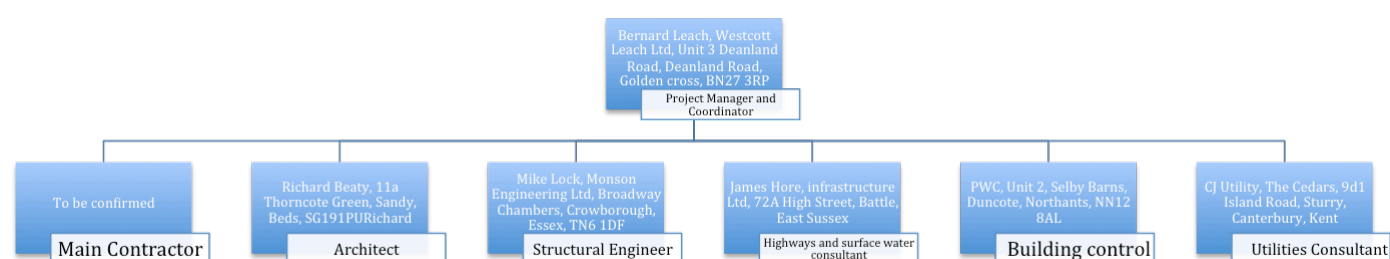 Bernard Leach, Westcott
Leach Ltd, Unit 3 Deanland
Road, Deanland Road,
Golden cross, BN27 3RP
Project Manager and
Coordinator
To be confirmed
Main Contractor
Richard Beaty, 11a
Thorncote Green, Sandy,
Beds, SG191PURichard
Architect
Mike Lock, Monson
Engineering Ltd, Broadway
Chambers, Crowborough,
Essex, TN6 1DF
Structural Engineer
James Hore, infrastructure
Ltd, 72A High Street, Battle,
East Sussex
Highways and surface water
consultant
PWC, Unit 2, Selby Barns,
Duncote, Northants, NN12
8AL
Building control
CJ Utility, The Cedars, 9d1
Island Road, Sturry,
Canterbury, Kent
Utilities Consultant